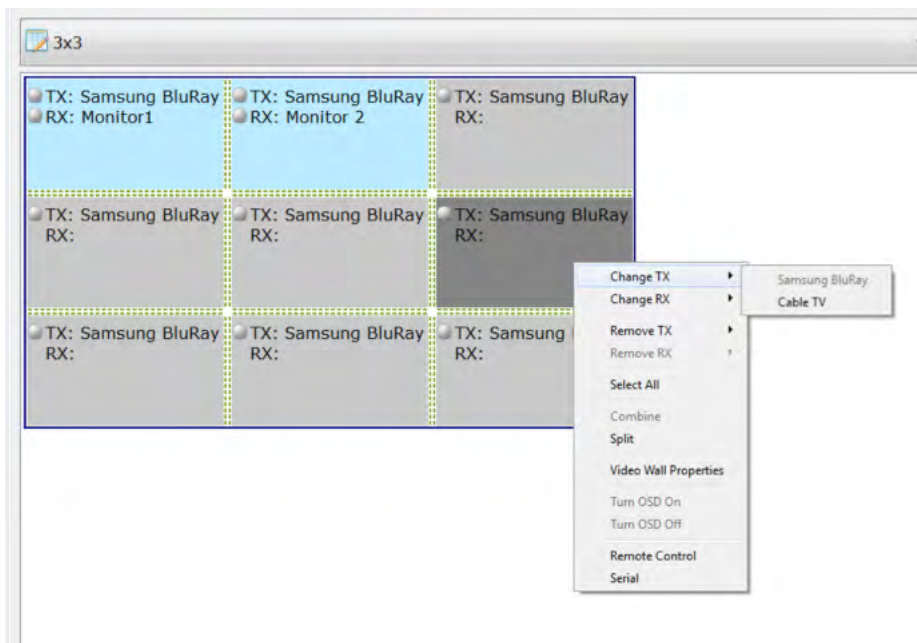 3x3
TX: Samsung BluRay
RX: Monitor1
TX: Samsung BluRay
RX: Monitor 2
TX: Samsung BluRay
RX:
TX: Samsung BluRay
RX:
TX: Samsung BluRay
RX:
TX: Samsung BluRay
RX:
TX: Samsung BluRay
RX:
TX: Samsung BluRay
RX:
TX: Samsung
RX:
Change TX
Change RX
Remove TX
Remove RX
Select All
Combine
Split
Video Wall Properties
Turn OSD On
Turn OSD Off
Remote Control
Serial
Samsung BluRay
Cable TV